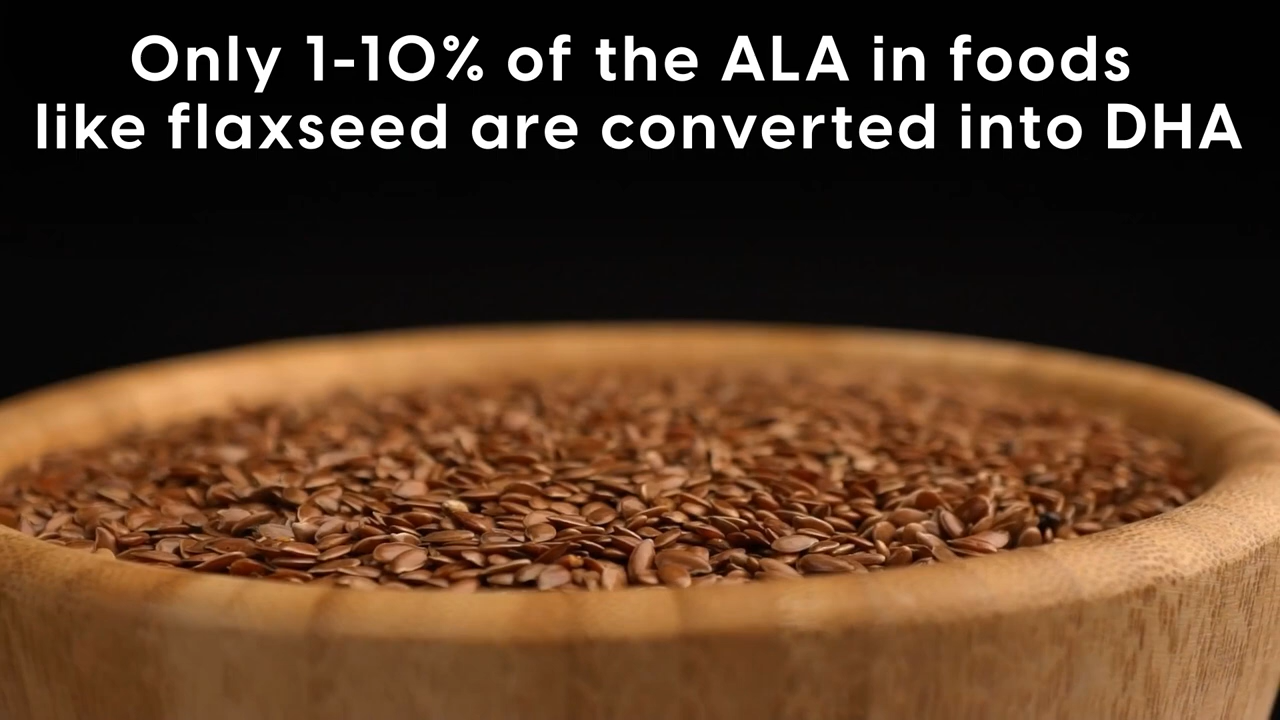 Only 1-10% of the ALA in foods
like flaxseed are converted into DHA